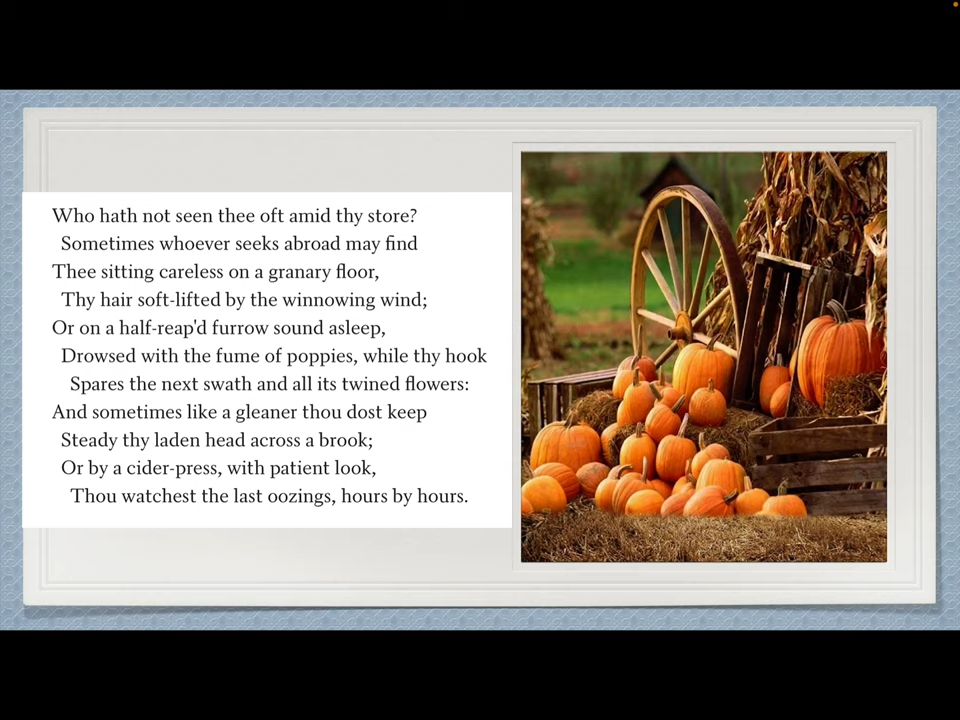 Who hath not seen thee oft amid thy store?
Sometimes whoever seeks abroad may find
Thee sitting careless on a granary floor,
Thy hair soft-lifted by the winnowing wind;
Or on a half-reap'd furrow sound asleep,
Drowsed with the fume of poppies, while thy hook
Spares the next swath and all its twined flowers:
And sometimes like a gleaner thou dost keep
Steady thy laden head across a brook;
Or by a cider-press, with patient look,
Thou watchest the last oozings, hours by hours.